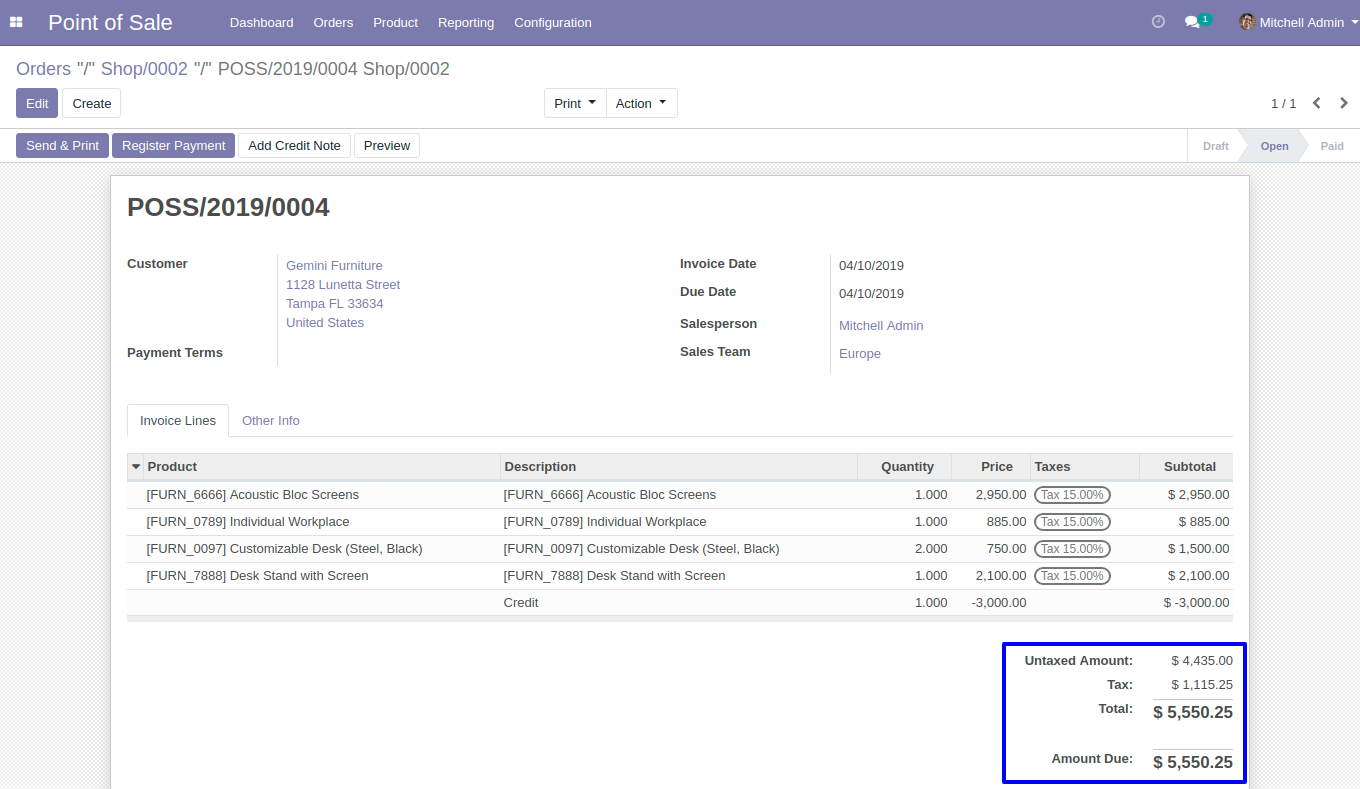 Point of Sale Dashboard Orders Product Reporting Configuration 1 Mitchell Admin
Orders "/" Shop/0002 "/" POSS/2019/0004 Shop/0002
Edit Create Print Action 1 / 1
Send & Print Register Payment Add Credit Note Preview Draft Open Paid
POSS/2019/0004
Customer Gemini Furniture
1128 Lunetta Street
Tampa FL 33634
United States
Payment Terms
Invoice Date 04/10/2019
Due Date 04/10/2019
Salesperson Mitchell Admin
Sales Team Europe
Invoice Lines Other Info
Product Description Quantity Price Taxes Subtotal
[FURN_6666] Acoustic Bloc Screens [FURN_6666] Acoustic Bloc Screens 1.000 2,950.00 Tax 15.00% $ 2,950.00
[FURN_0789] Individual Workplace [FURN_0789] Individual Workplace 1.000 885.00 Tax 15.00% $ 885.00
[FURN_0097] Customizable Desk (Steel, Black) [FURN_0097] Customizable Desk (Steel, Black) 2.000 750.00 Tax 15.00% $ 1,500.00
[FURN_7888] Desk Stand with Screen [FURN_7888] Desk Stand with Screen 1.000 2,100.00 Tax 15.00% $ 2,100.00
Credit 1.000 -3,000.00 $ -3,000.00
Untaxed Amount: $ 4,435.00
Tax: $ 1,115.25
Total: $ 5,550.25
Amount Due: $ 5,550.25